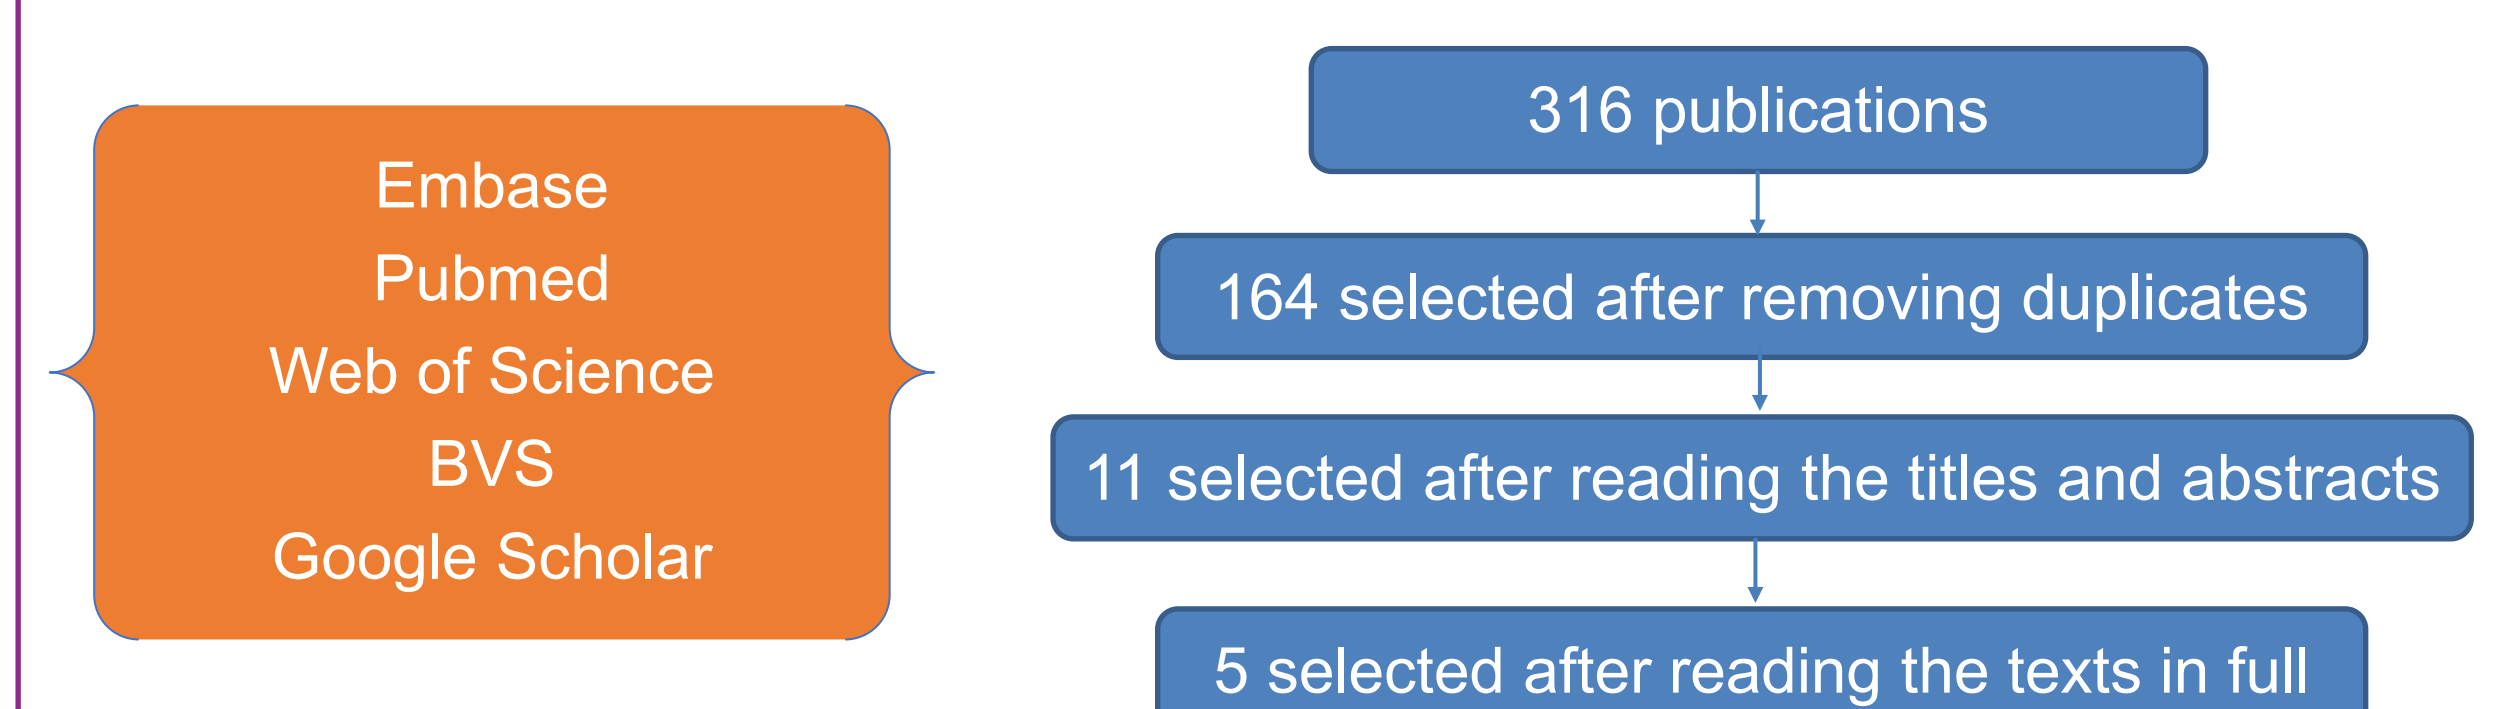 Embase
Pubmed
Web of Science
BVS
Google Scholar
316 publications
164 selected after removing duplicates
11 selected after reading the titles and abstracts
5 selected after reading the texts in full